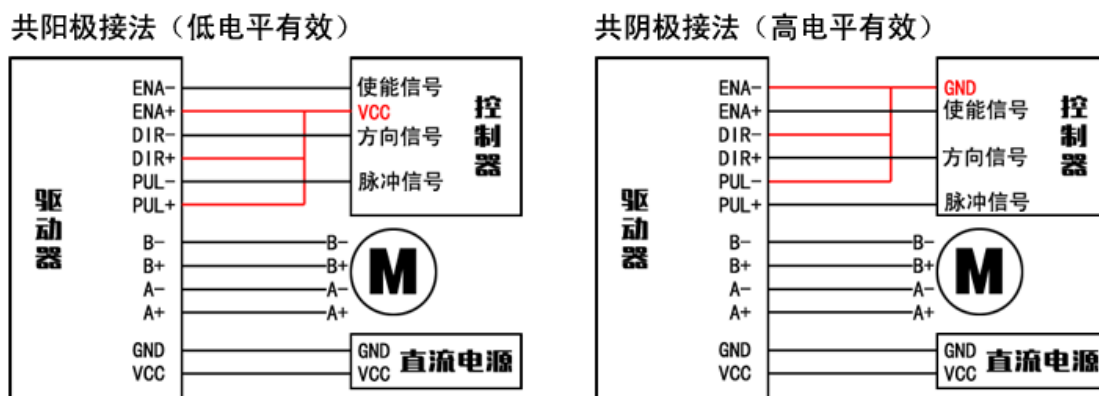 共阳极接法（低电平有效）
ENA-
ENA+
DIR-
DIR+
PUL-
PUL+
B-
B+
A-
A+
GND
VCC
驱动器
使能信号
VCC
方向信号
脉冲信号
控制器
B-
B+
A-
A+
M
GND
VCC
直流电源
共阴极接法（高电平有效）
ENA-
ENA+
DIR-
DIR+
PUL-
PUL+
B-
B+
A-
A+
GND
VCC
驱动器
GND
使能信号
方向信号
脉冲信号
控制器
B-
B+
A-
A+
M
GND
VCC
直流电源